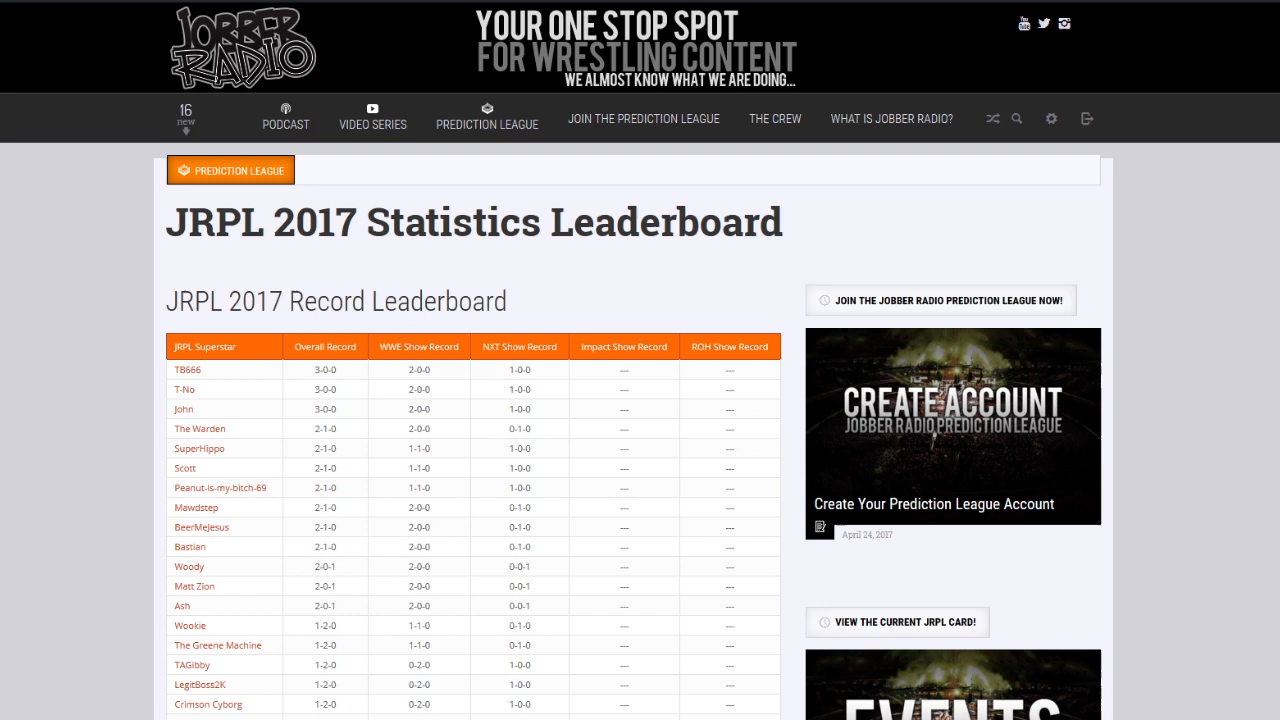 JOBBER
RADIO
YOUR ONE STOP SPOT
FOR WRESTLING CONTENT
WE ALMOST KNOW WHAT WE ARE DOING...
You
Tube
16
new
PODCAST
VIDEO SERIES
PREDICTION LEAGUE
JOIN THE PREDICTION LEAGUE
THE CREW
WHAT IS JOBBER RADIO?
PREDICTION LEAGUE
JRPL 2017 Statistics Leaderboard
JRPL 2017 Record Leaderboard
JRPL Superstar Overall Record WWE Show Record NXT Show Record Impact Show Record ROH Show Record
TB666 3-0-0 2-0-0 1-0-0 --- ---
T-No 3-0-0 2-0-0 1-0-0 --- ---
John 3-0-0 2-0-0 1-0-0 --- ---
The Warden 2-1-0 2-0-0 0-1-0 --- ---
SuperHippo 2-1-0 1-1-0 1-0-0 --- ---
Scott 2-1-0 1-1-0 1-0-0 --- ---
Peanut-is-my-bitch-69 2-1-0 1-1-0 1-0-0 --- ---
Mawdstep 2-1-0 2-0-0 0-1-0 --- ---
BeerMeJesus 2-1-0 2-0-0 0-1-0 --- ---
Bastian 2-1-0 2-0-0 0-1-0 --- ---
Woody 2-0-1 2-0-0 0-0-1 --- ---
Matt Zion 2-0-1 2-0-0 0-0-1 --- ---
Ash 2-0-1 2-0-0 0-0-1 --- ---
Wookie 1-2-0 1-1-0 0-1-0 --- ---
The Greene Machine 1-2-0 1-1-0 0-1-0 --- ---
TAGibby 1-2-0 0-2-0 1-0-0 --- ---
LegitBoss2K 1-2-0 0-2-0 1-0-0 --- ---
Crimson Cyborg 1-2-0 0-2-0 1-0-0 --- ---
JOIN THE JOBBER RADIO PREDICTION LEAGUE NOW!
CREATE ACCOUNT
JOBBER RADIO PREDICTION LEAGUE
Create Your Prediction League Account
April 24, 2017
VIEW THE CURRENT JRPL CARD!
EVENTS